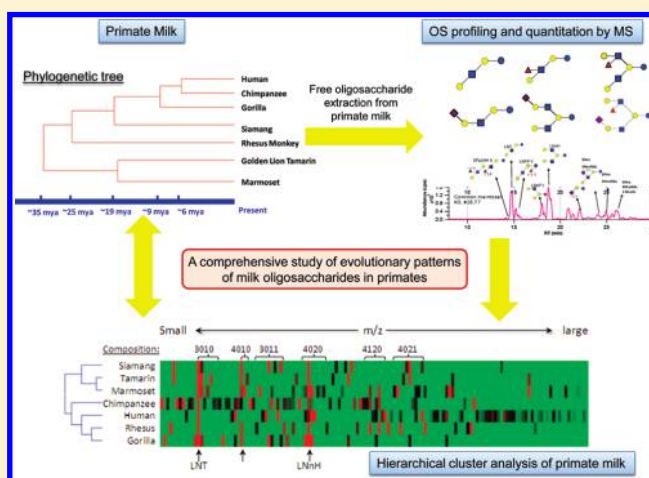 Primate Milk
OS profiling and quantitation by MS
Phylogenetic tree
Human
Chimpanzee
Gorilla
Siamang
Rhesus Monkey
Golden Lion Tamarin
Marmoset
~35 mya ~25 mya ~19 mya ~9 mya ~6 mya Present
Free oligosaccharide
extraction from
primate milk
A comprehensive study of evolutionary patterns
of milk oligosaccharides in primates
Small m/z large
Composition: 3010 4010 3011 4020 4120 4021
Siamang
Tamarin
Marmoset
Chimpanzee
Human
Rhesus
Gorilla
LNT LNnH
Hierarchical cluster analysis of primate milk